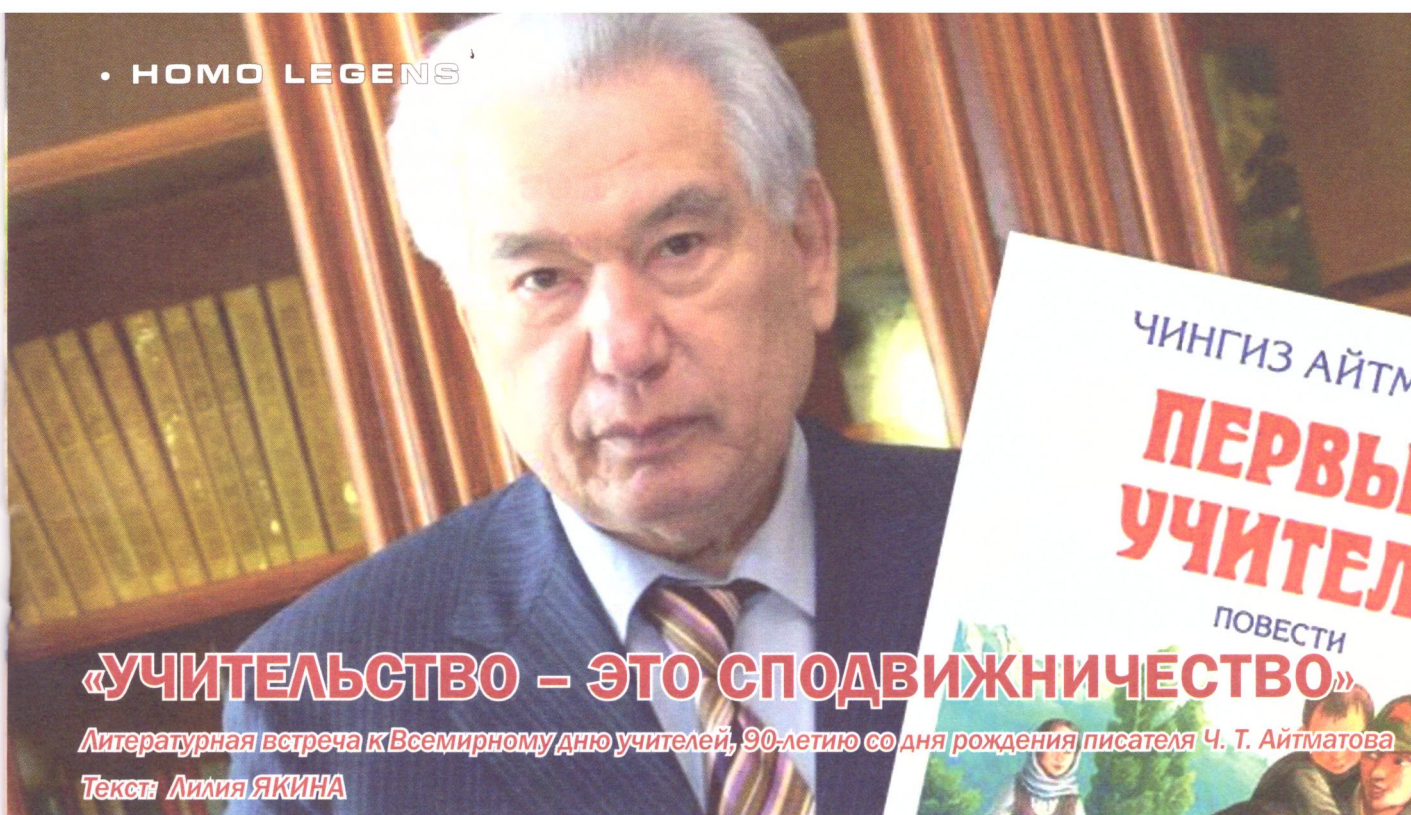 • HOMO LEGENS
ЧИНГИЗ АЙТМ
ПЕРВЫ
УЧИТЕЛ
ПОВЕСТИ
«УЧИТЕЛЬСТВО – ЭТО СПОДВИЖНИЧЕСТВО»
Литературная встреча к Всемирному дню учителей, 90-летию со дня рождения писателя Ч. Т. Айтматова
Текст: Лилия ЯКИНА